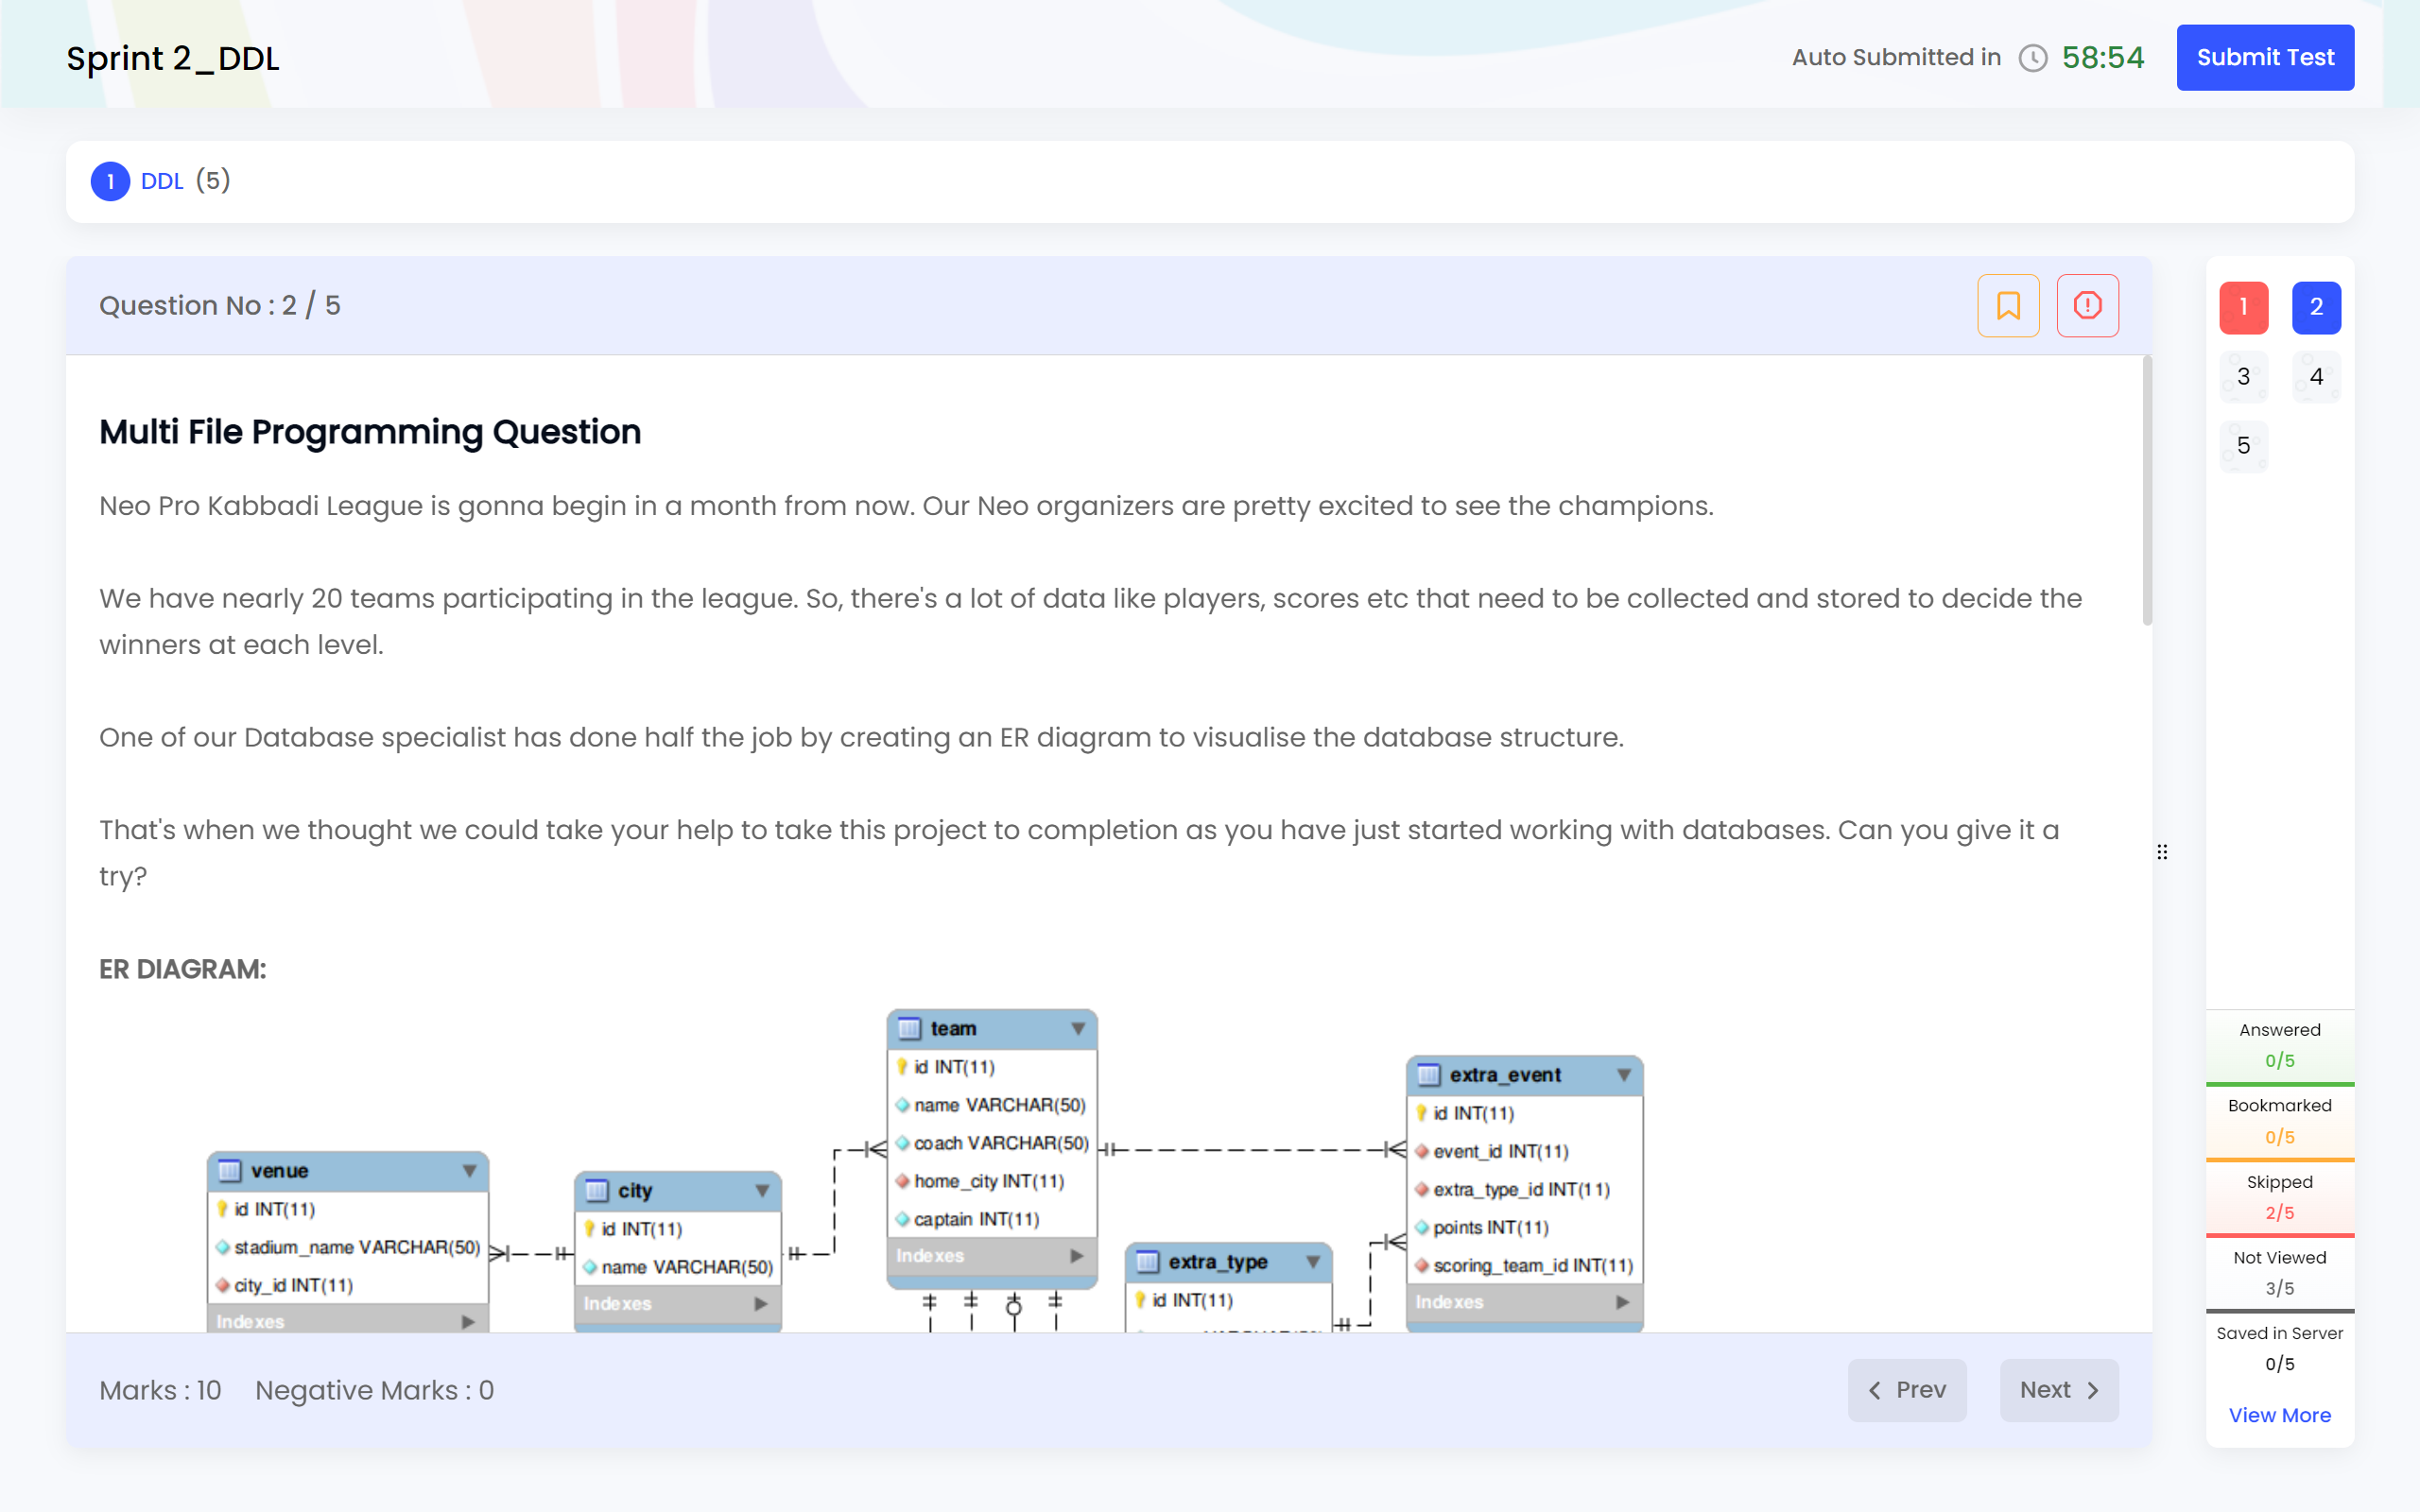 Sprint 2_DDL
Auto Submitted in 58:54
Submit Test
1 DDL (5)
Question No : 2 / 5
Multi File Programming Question
Neo Pro Kabbadi League is gonna begin in a month from now. Our Neo organizers are pretty excited to see the champions.
We have nearly 20 teams participating in the league. So, there's a lot of data like players, scores etc that need to be collected and stored to decide the
winners at each level.
One of our Database specialist has done half the job by creating an ER diagram to visualise the database structure.
That's when we thought we could take your help to take this project to completion as you have just started working with databases. Can you give it a
try?
ER DIAGRAM:
venue
id INT(11)
stadium_name VARCHAR(50)
city_id INT(11)
Indexes
city
id INT(11)
name VARCHAR(50)
Indexes
team
id INT(11)
name VARCHAR(50)
coach VARCHAR(50)
home_city INT(11)
captain INT(11)
Indexes
extra_type
id INT(11)
extra_event
id INT(11)
event_id INT(11)
extra_type_id INT(11)
points INT(11)
scoring_team_id INT(11)
Indexes
Marks : 10 Negative Marks : 0
Prev
Next
1 2
3 4
5
Answered
0/5
Bookmarked
0/5
Skipped
2/5
Not Viewed
3/5
Saved in Server
0/5
View More